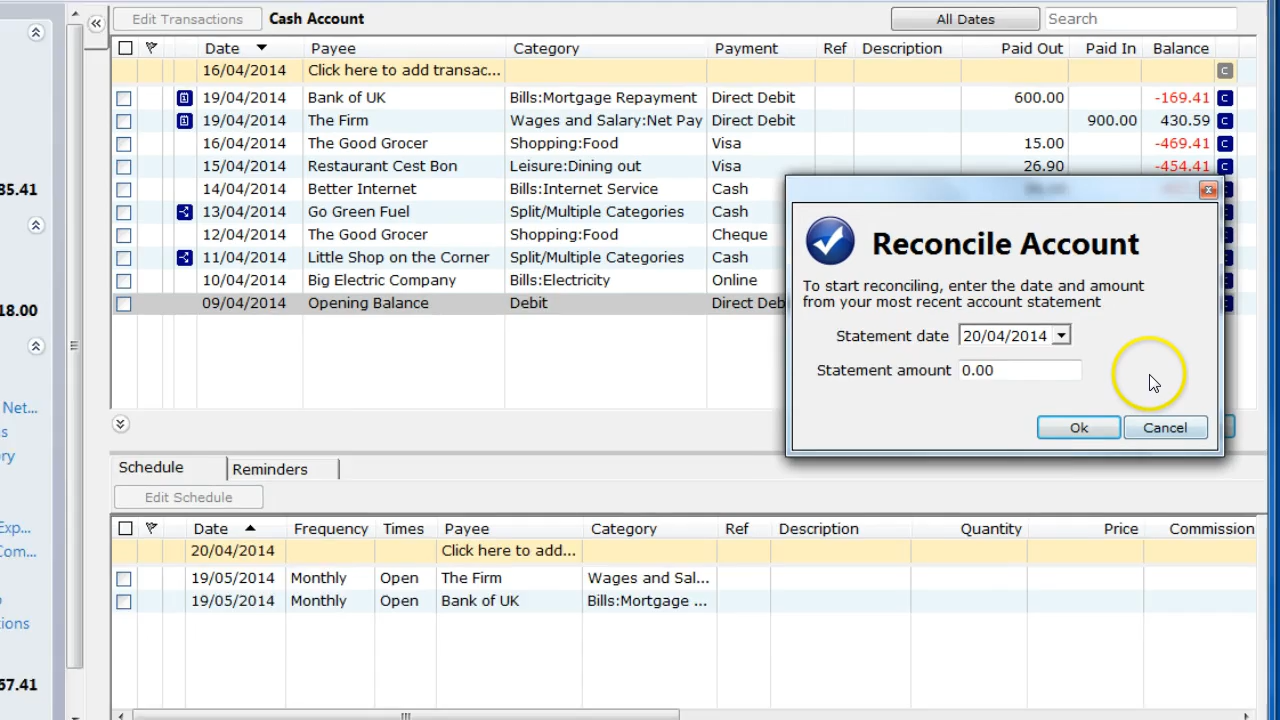 Edit Transactions Cash Account All Dates Search
Date Payee Category Payment Ref Description Paid Out Paid In Balance
16/04/2014 Click here to add transac... C
19/04/2014 Bank of UK Bills:Mortgage Repayment Direct Debit 600.00 -169.41 C
19/04/2014 The Firm Wages and Salary:Net Pay Direct Debit 900.00 430.59 C
16/04/2014 The Good Grocer Shopping:Food Visa 15.00 -469.41 C
15/04/2014 Restaurant Cest Bon Leisure:Dining out Visa 26.90 -454.41 C
85.41 14/04/2014 Better Internet Bills:Internet Service Cash
13/04/2014 Go Green Fuel Split/Multiple Categories Cash
12/04/2014 The Good Grocer Shopping:Food Cheque
11/04/2014 Little Shop on the Corner Split/Multiple Categories Cash
10/04/2014 Big Electric Company Bills:Electricity Online
18.00 09/04/2014 Opening Balance Debit Direct Deb
Reconcile Account
To start reconciling, enter the date and amount
from your most recent account statement
Statement date 20/04/2014
Statement amount 0.00
Ok Cancel
Net...
s
ry
Exp...
Com...
tions
57.41
Schedule Reminders
Edit Schedule
Date Frequency Times Payee Category Ref Description Quantity Price Commission
20/04/2014 Click here to add...
19/05/2014 Monthly Open The Firm Wages and Sal...
19/05/2014 Monthly Open Bank of UK Bills:Mortgage ...